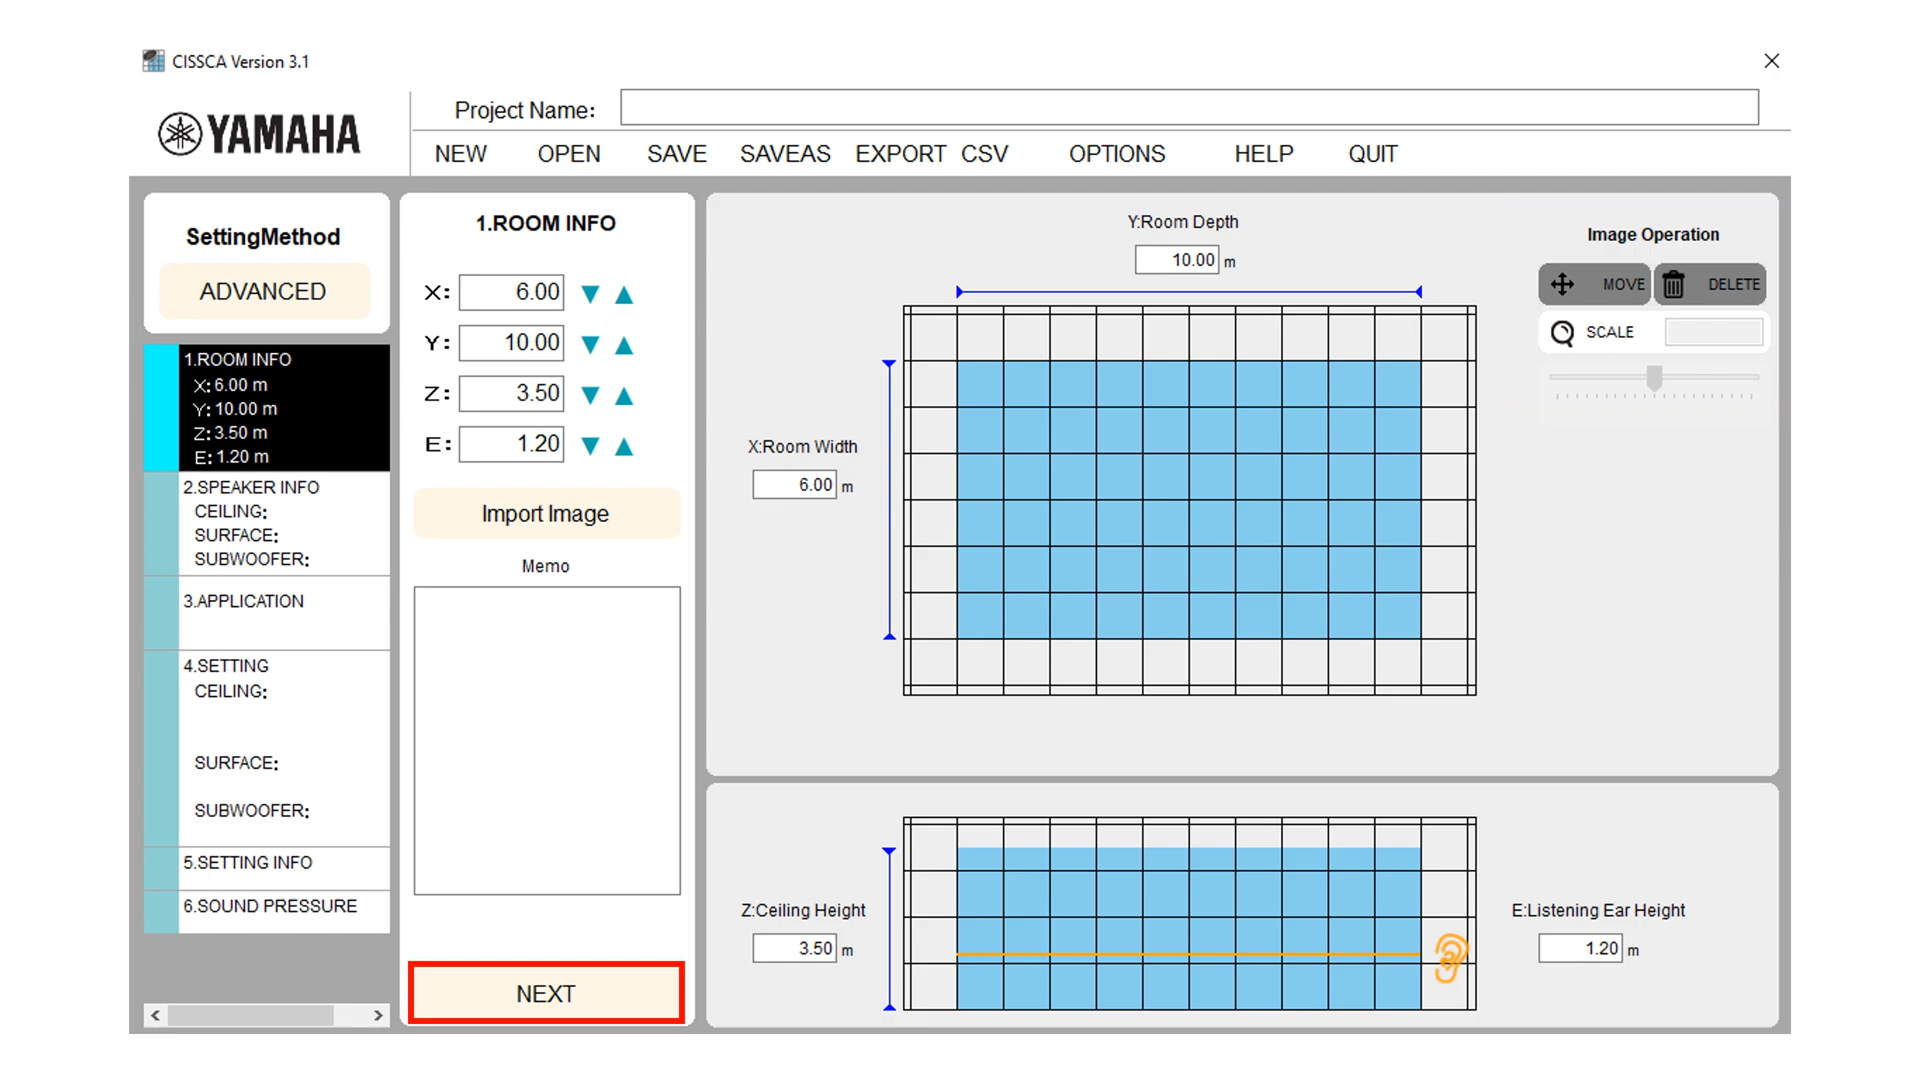 CISSCA Version 3.1
YAMAHA
Project Name:
NEW OPEN SAVE SAVEAS EXPORT CSV OPTIONS HELP QUIT
SettingMethod
ADVANCED
1.ROOM INFO
X: 6.00 m
Y: 10.00 m
Z: 3.50 m
E: 1.20 m
2.SPEAKER INFO
CEILING:
SURFACE:
SUBWOOFER:
3.APPLICATION
4.SETTING
CEILING:
SURFACE:
SUBWOOFER:
5.SETTING INFO
6.SOUND PRESSURE
1.ROOM INFO
X: 6.00
Y: 10.00
Z: 3.50
E: 1.20
Import Image
Memo
NEXT
Y:Room Depth
10.00 m
X:Room Width
6.00 m
Image Operation
MOVE DELETE
SCALE
Z:Ceiling Height
3.50 m
E:Listening Ear Height
1.20 m